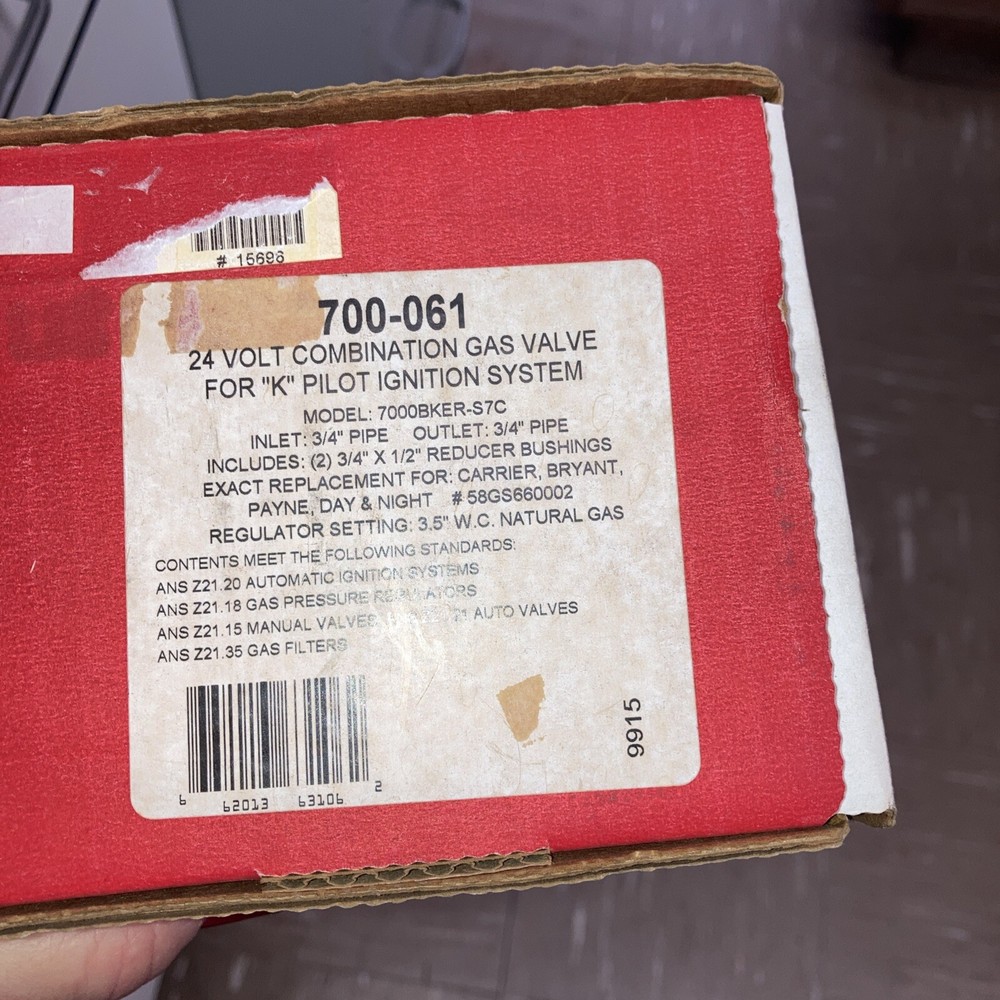 # 15698
700-061
24 VOLT COMBINATION GAS VALVE
FOR "K" PILOT IGNITION SYSTEM
MODEL: 7000BKER-S7C
INLET: 3/4" PIPE OUTLET: 3/4" PIPE
INCLUDES: (2) 3/4" X 1/2" REDUCER BUSHINGS
EXACT REPLACEMENT FOR: CARRIER, BRYANT,
PAYNE, DAY & NIGHT # 58GS660002
REGULATOR SETTING: 3.5" W.C. NATURAL GAS
CONTENTS MEET THE FOLLOWING STANDARDS:
ANS Z21.20 AUTOMATIC IGNITION SYSTEMS
ANS Z21.18 GAS PRESSURE REGULATORS
ANS Z21.15 MANUAL VALVES, AUTO VALVES
ANS Z21.35 GAS FILTERS
6 62013 63106 2
9915